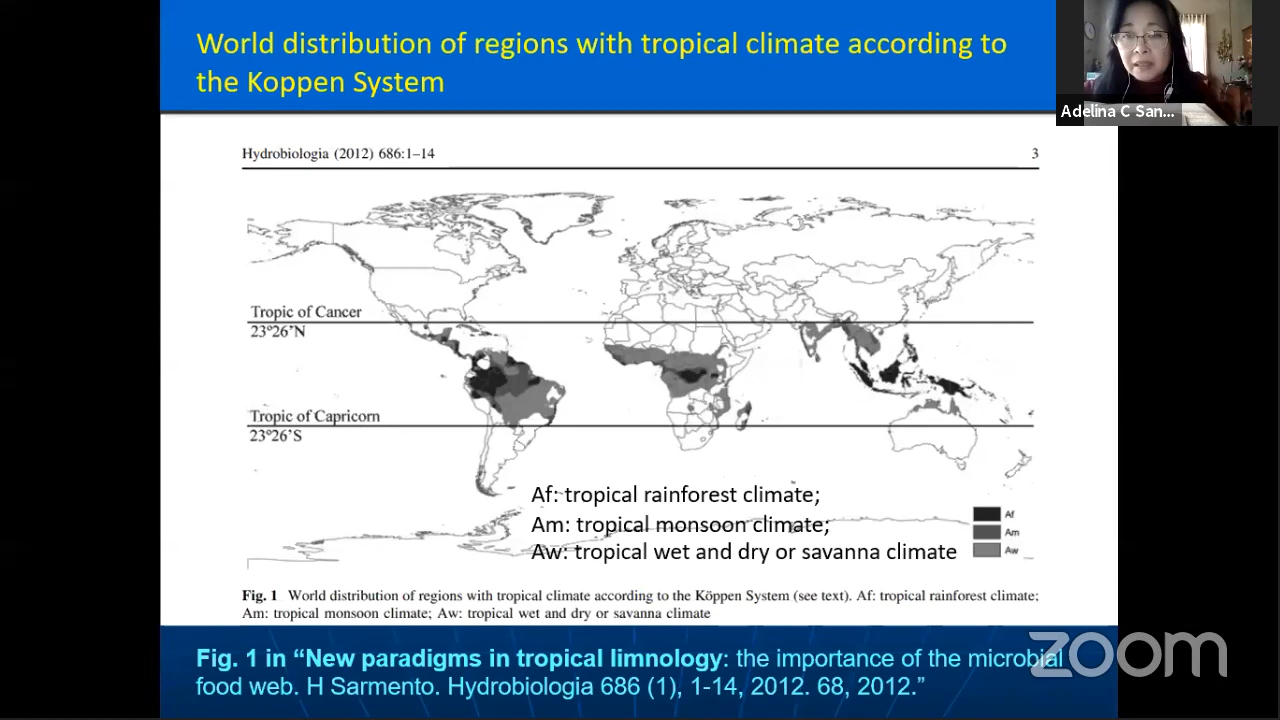 World distribution of regions with tropical climate according to
the Koppen System
Adelina C San...
Hydrobiologia (2012) 686:1–14
3
Tropic of Cancer
23°26'N
Tropic of Capricorn
23°26'S
Af: tropical rainforest climate;
Am: tropical monsoon climate;
Aw: tropical wet and dry or savanna climate
Af
Am
Aw
Fig. 1 World distribution of regions with tropical climate according to the Köppen System (see text). Af: tropical rainforest climate;
Am: tropical monsoon climate; Aw: tropical wet and dry or savanna climate
Fig. 1 in “New paradigms in tropical limnology: the importance of the microbial
food web. H Sarmento. Hydrobiologia 686 (1), 1-14, 2012. 68, 2012.”
zoom